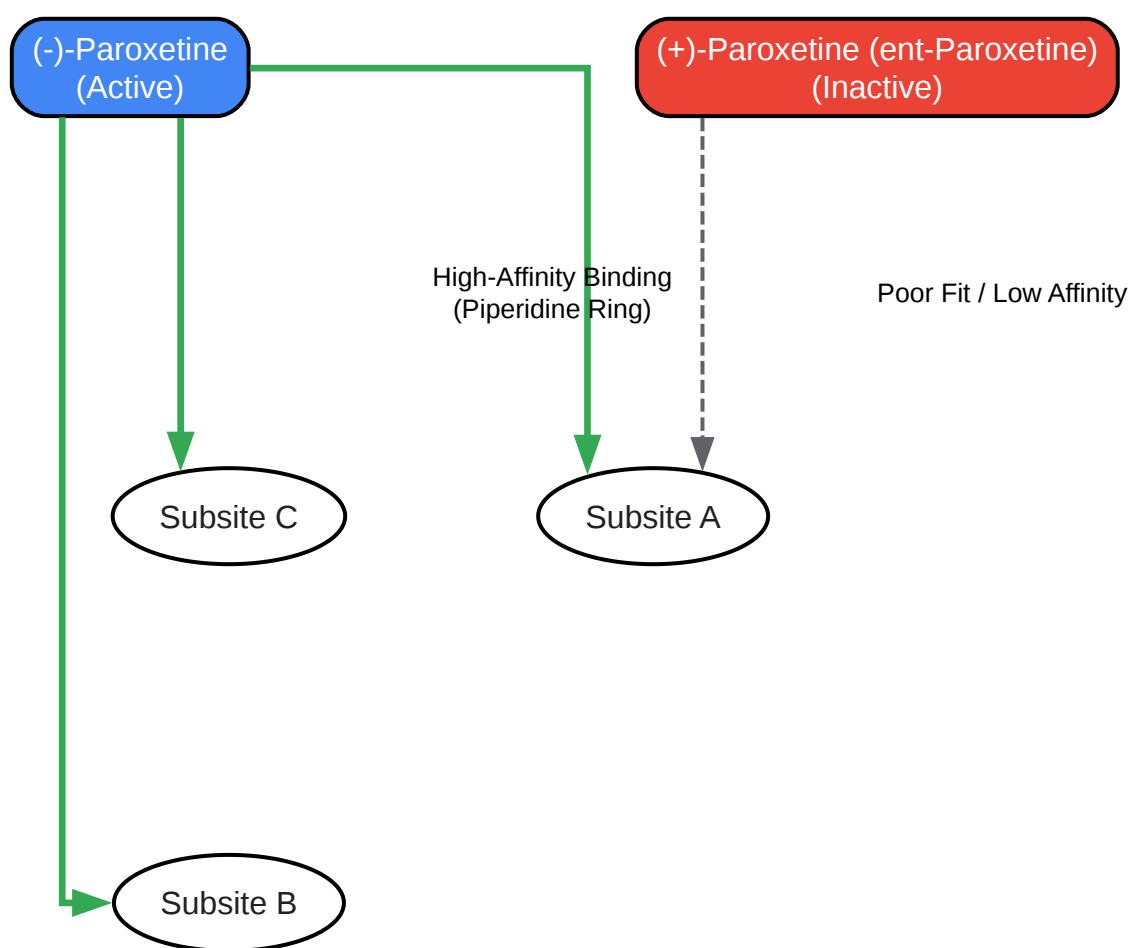 (-)-Paroxetine
(Active)
(+)-Paroxetine (ent-Paroxetine)
(Inactive)
High-Affinity Binding
(Piperidine Ring)
Poor Fit / Low Affinity
Subsite C
Subsite A
Subsite B